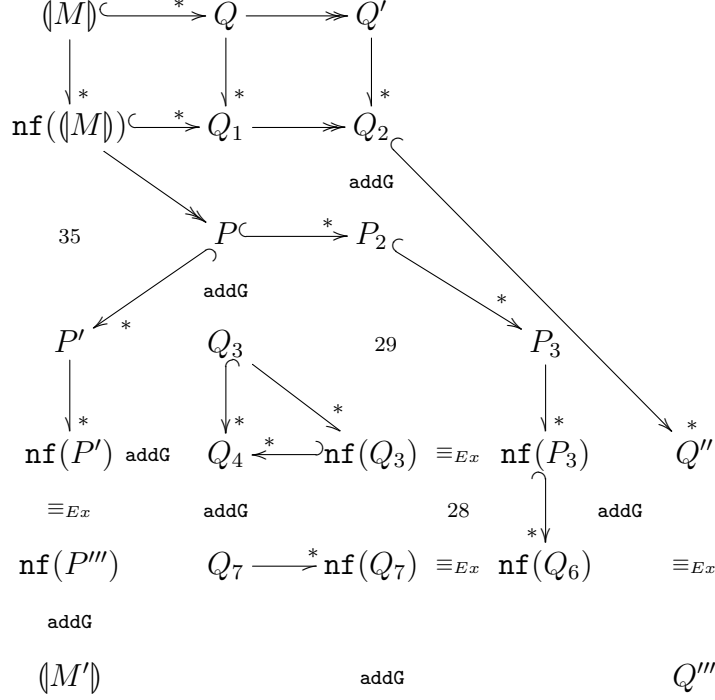 (|M|) * Q Q′
* * *
nf((|M|)) * Q₁ Q₂
addG
35 P * P₂
addG * *
P′ Q₃ 29 P₃
* * * * *
nf(P′) addG Q₄ * nf(Q₃) ≡Ex nf(P₃) Q″
≡Ex addG 28 addG
nf(P‴) Q₇ * nf(Q₇) ≡Ex * nf(Q₆) ≡Ex
addG
(|M′|) addG Q‴